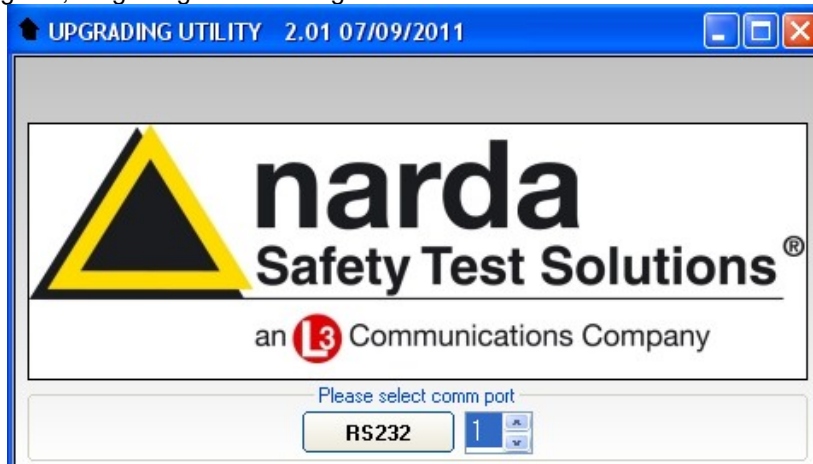 UPGRADING UTILITY 2.01 07/09/2011
narda
Safety Test Solutions®
an L3 Communications Company
Please select comm port
RS232 1